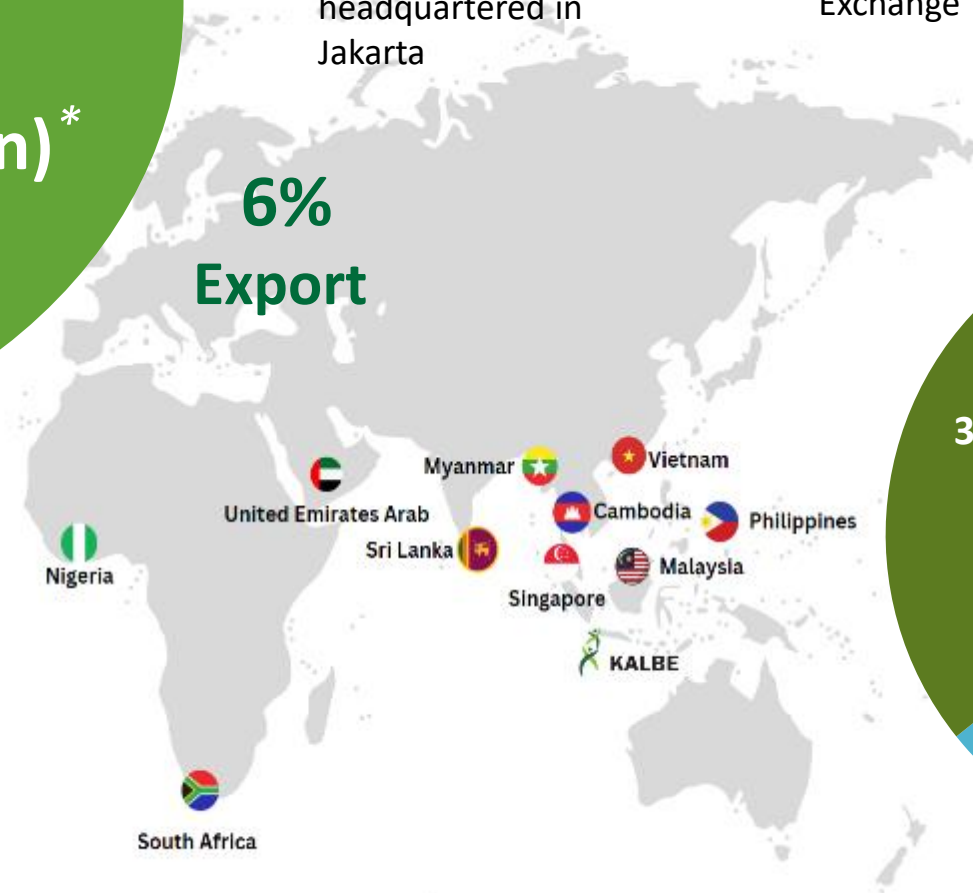 headquartered in
Jakarta
Exchange
n)*
6%
Export
3
Myanmar
Vietnam
United Emirates Arab
Cambodia
Philippines
Sri Lanka
Malaysia
Nigeria
Singapore
KALBE
South Africa